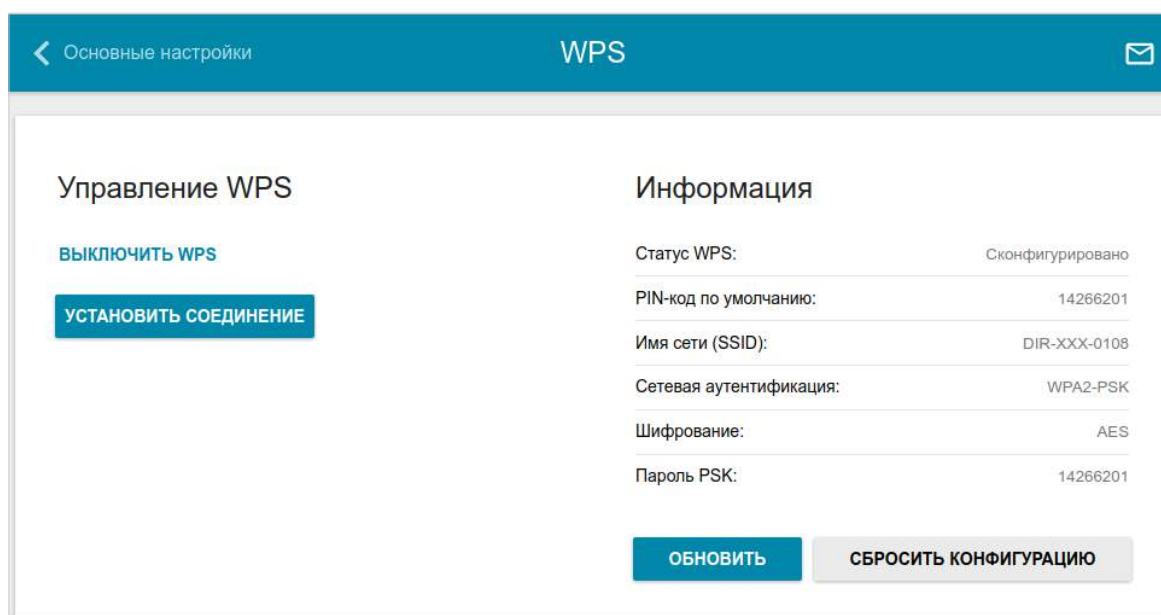 Основные настройки
WPS
Управление WPS
ВЫКЛЮЧИТЬ WPS
УСТАНОВИТЬ СОЕДИНЕНИЕ
Информация
Статус WPS: Сконфигурировано
PIN-код по умолчанию: 14266201
Имя сети (SSID): DIR-XXX-0108
Сетевая аутентификация: WPA2-PSK
Шифрование: AES
Пароль PSK: 14266201
ОБНОВИТЬ
СБРОСИТЬ КОНФИГУРАЦИЮ